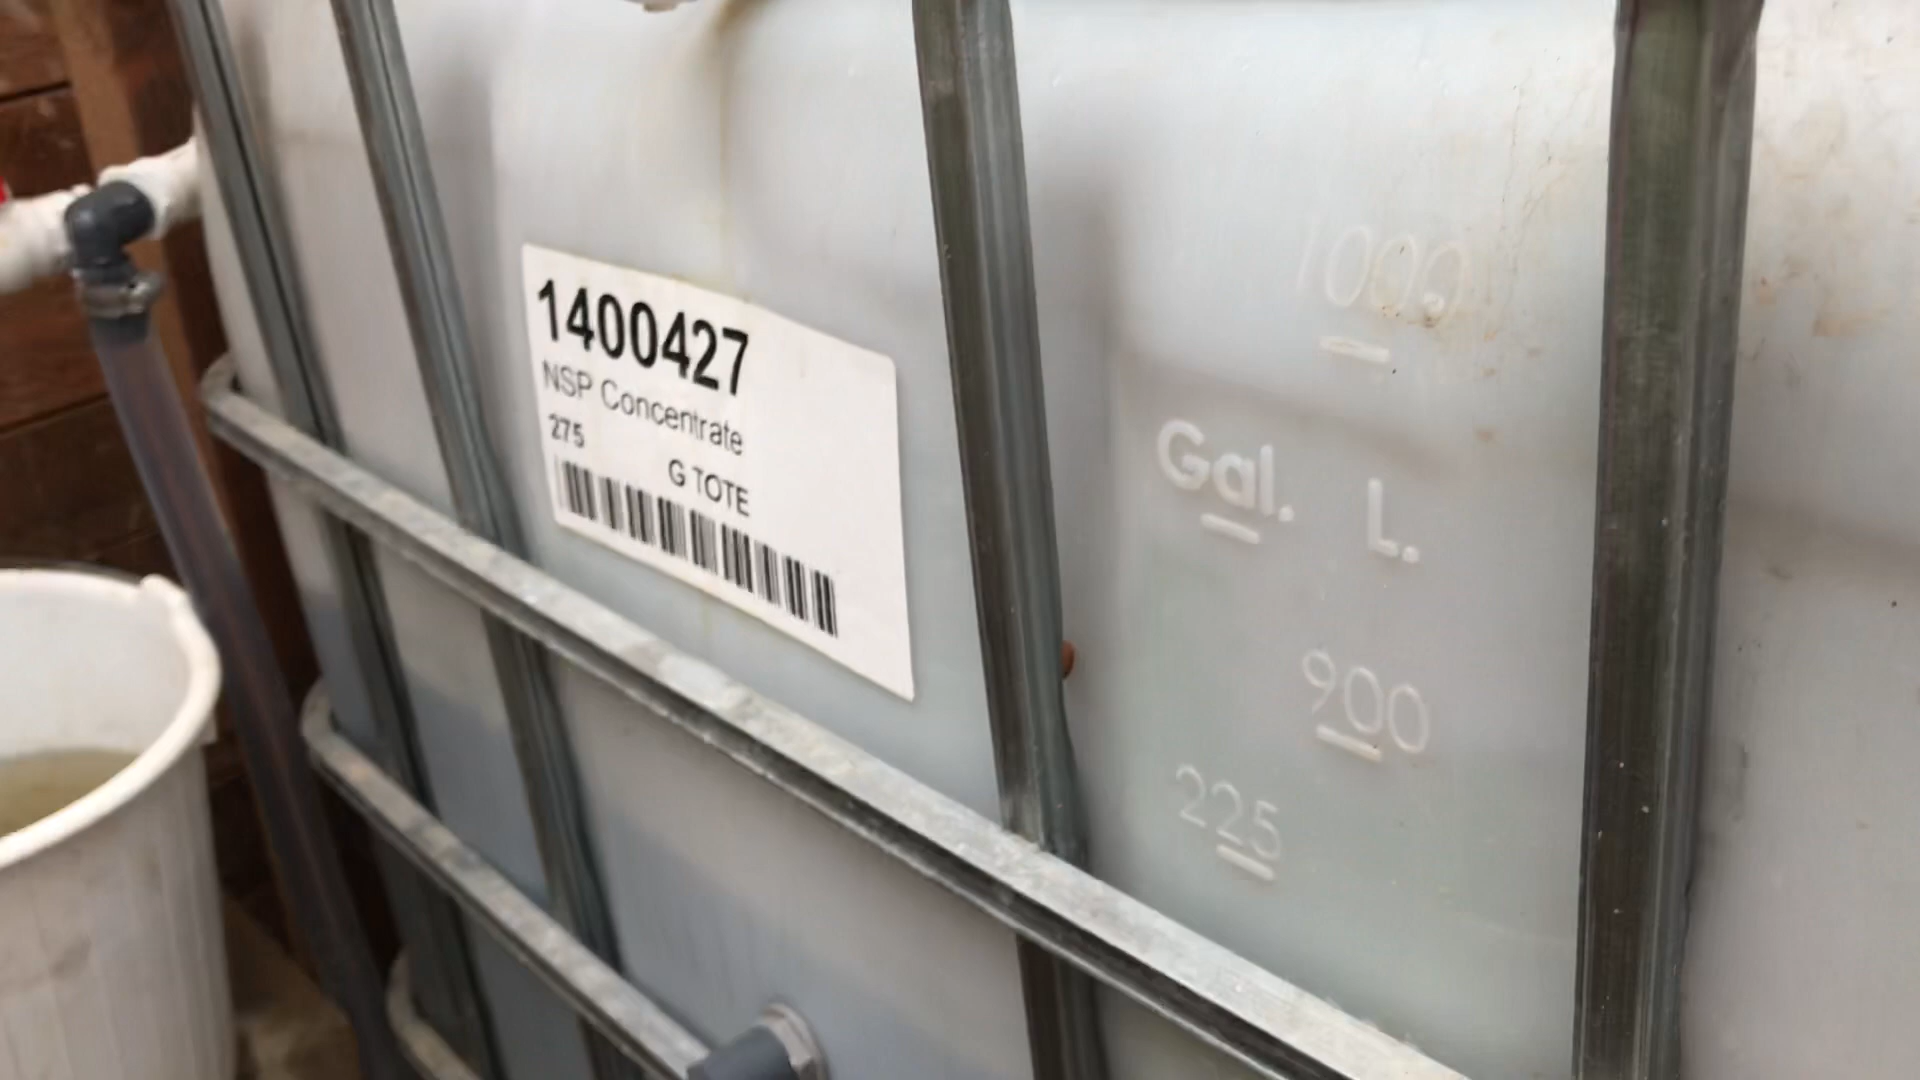 1400427
NSP Concentrate
275
G TOTE
1000
Gal. L.
900
225